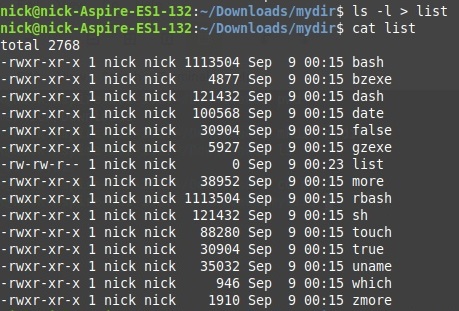 nick@nick-Aspire-ES1-132:~/Downloads/mydir$ ls -l > list
nick@nick-Aspire-ES1-132:~/Downloads/mydir$ cat list
total 2768
-rwxr-xr-x 1 nick nick 1113504 Sep  9 00:15 bash
-rwxr-xr-x 1 nick nick    4877 Sep  9 00:15 bzexe
-rwxr-xr-x 1 nick nick  121432 Sep  9 00:15 dash
-rwxr-xr-x 1 nick nick  100568 Sep  9 00:15 date
-rwxr-xr-x 1 nick nick   30904 Sep  9 00:15 false
-rwxr-xr-x 1 nick nick    5927 Sep  9 00:15 gzexe
-rw-rw-r-- 1 nick nick       0 Sep  9 00:23 list
-rwxr-xr-x 1 nick nick   38952 Sep  9 00:15 more
-rwxr-xr-x 1 nick nick 1113504 Sep  9 00:15 rbash
-rwxr-xr-x 1 nick nick  121432 Sep  9 00:15 sh
-rwxr-xr-x 1 nick nick   88280 Sep  9 00:15 touch
-rwxr-xr-x 1 nick nick   30904 Sep  9 00:15 true
-rwxr-xr-x 1 nick nick   35032 Sep  9 00:15 uname
-rwxr-xr-x 1 nick nick     946 Sep  9 00:15 which
-rwxr-xr-x 1 nick nick    1910 Sep  9 00:15 zmore